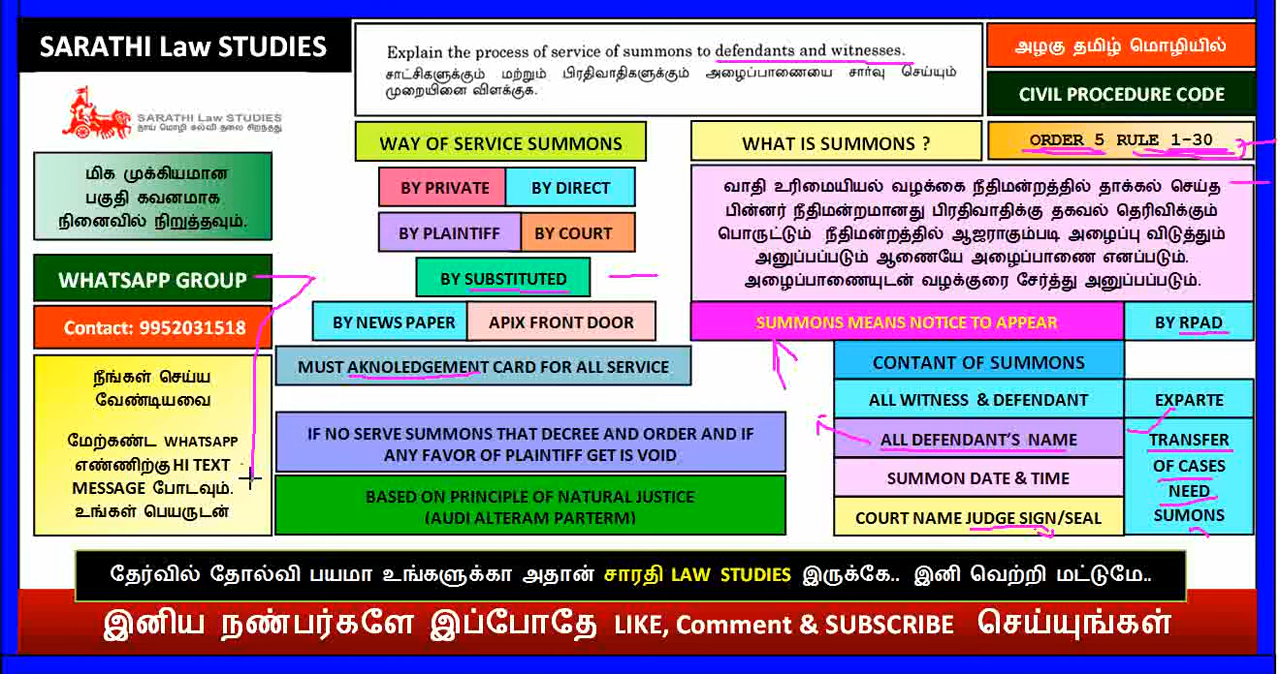 SARATHI Law STUDIES
Explain the process of service of summons to defendants and witnesses.
சாட்சிகளுக்கும் மற்றும் பிரதிவாதிகளுக்கும் அழைப்பாணையை சார்வு செய்யும்
முறையினை விளக்குக.
அழகு தமிழ் மொழியில்
CIVIL PROCEDURE CODE
SARATHI Law STUDIES
தாய் மொழி கல்வி தலை சிறந்தது
மிக முக்கியமான
பகுதி கவனமாக
நினைவில் நிறுத்தவும்.
WHATSAPP GROUP
Contact: 9952031518
நீங்கள் செய்ய
வேண்டியவை
மேற்கண்ட WHATSAPP
எண்ணிற்கு HI TEXT
MESSAGE போடவும்.
உங்கள் பெயருடன்
WAY OF SERVICE SUMMONS
BY PRIVATE
BY DIRECT
BY PLAINTIFF
BY COURT
BY SUBSTITUTED
BY NEWS PAPER
APIX FRONT DOOR
MUST AKNOLEDGEMENT CARD FOR ALL SERVICE
IF NO SERVE SUMMONS THAT DECREE AND ORDER AND IF
ANY FAVOR OF PLAINTIFF GET IS VOID
BASED ON PRINCIPLE OF NATURAL JUSTICE
(AUDI ALTERAM PARTERM)
WHAT IS SUMMONS ?
ORDER 5 RULE 1-30
வாதி உரிமையியல் வழக்கை நீதிமன்றத்தில் தாக்கல் செய்த
பின்னர் நீதிமன்றமானது பிரதிவாதிக்கு தகவல் தெரிவிக்கும்
பொருட்டும் நீதிமன்றத்தில் ஆஜராகும்படி அழைப்பு விடுத்தும்
அனுப்பப்படும் ஆணையே அழைப்பாணை எனப்படும்.
அழைப்பாணையுடன் வழக்குரை சேர்த்து அனுப்பப்படும்.
SUMMONS MEANS NOTICE TO APPEAR
BY RPAD
CONTANT OF SUMMONS
ALL WITNESS & DEFENDANT
ALL DEFENDANT'S NAME
SUMMON DATE & TIME
COURT NAME JUDGE SIGN/SEAL
EXPARTE
TRANSFER
OF CASES
NEED
SUMONS
தேர்வில் தோல்வி பயமா உங்களுக்கா அதான் சாரதி LAW STUDIES இருக்கே.. இனி வெற்றி மட்டுமே..
இனிய நண்பர்களே இப்போதே LIKE, Comment & SUBSCRIBE செய்யுங்கள்